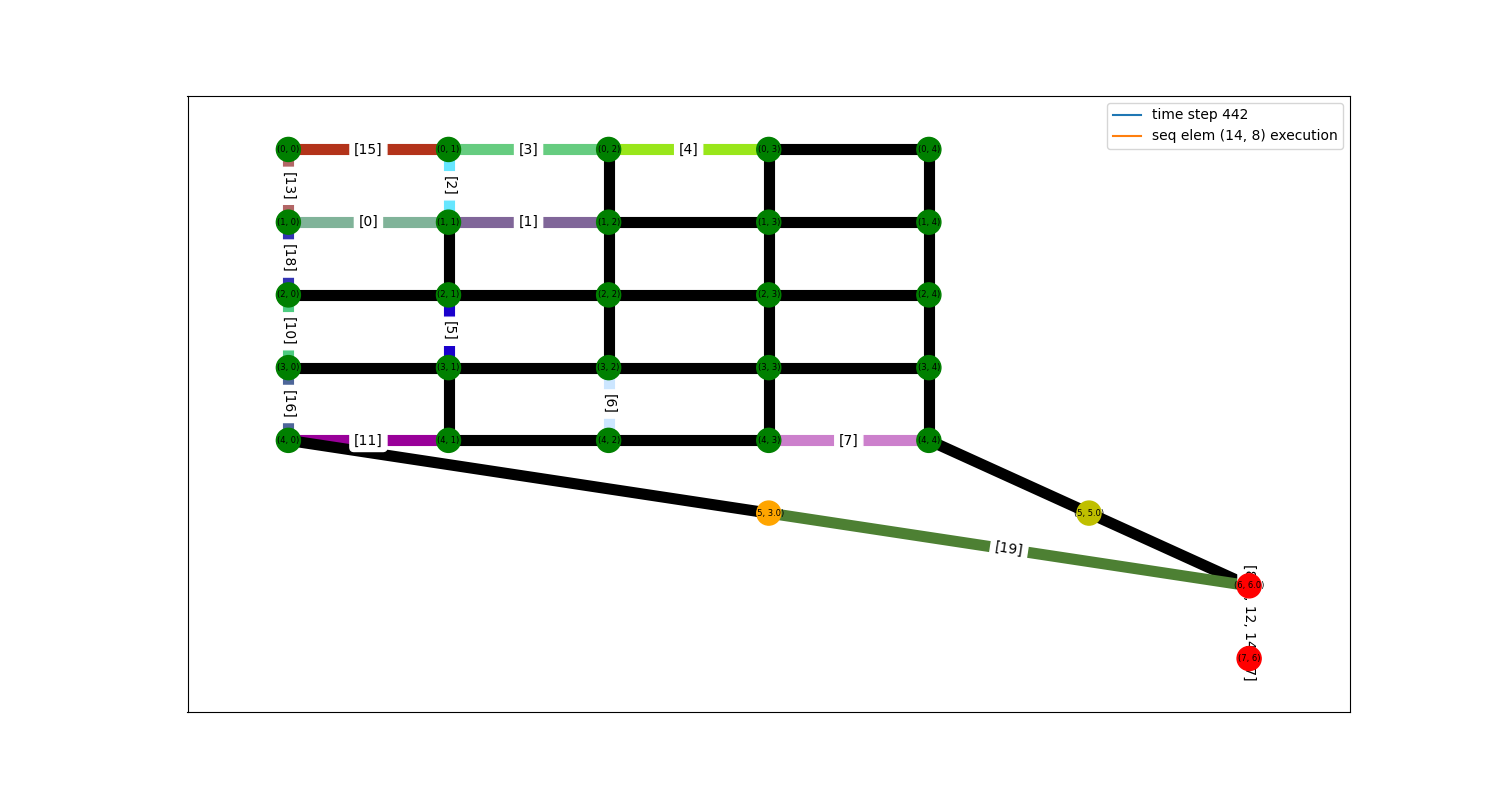 time step 442
seq elem (14, 8) execution
(0, 0) [15] (0, 1) [3] (0, 2) [4] (0, 3) (0, 4)
[13] [2]
(1, 0) [0] (1, 1) [1] (1, 2) (1, 3) (1, 4)
[18]
(2, 0) (2, 1) (2, 2) (2, 3) (2, 4)
[10] [5]
(3, 0) (3, 1) (3, 2) (3, 3) (3, 4)
[16] [6]
(4, 0) [11] (4, 1) (4, 2) (4, 3) [7] (4, 4)
(5, 3.0) (5, 5.0)
[19]
(6, 6.0)
12, 14
(7, 6)